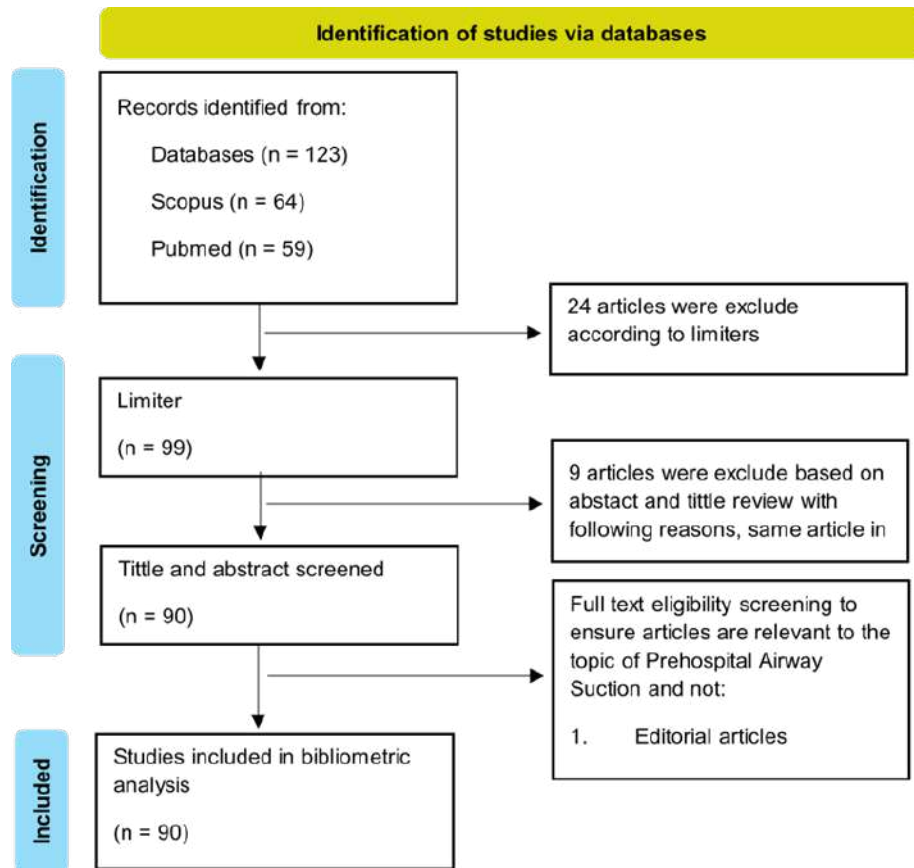 Identification of studies via databases
Identification
Records identified from:
Databases (n = 123)
Scopus (n = 64)
Pubmed (n = 59)
24 articles were exclude
according to limiters
Screening
Limiter
(n = 99)
9 articles were exclude based on
abstact and tittle review with
following reasons, same article in
Tittle and abstract screened
(n = 90)
Full text eligibility screening to
ensure articles are relevant to the
topic of Prehospital Airway
Suction and not:
1. Editorial articles
Included
Studies included in bibliometric
analysis
(n = 90)